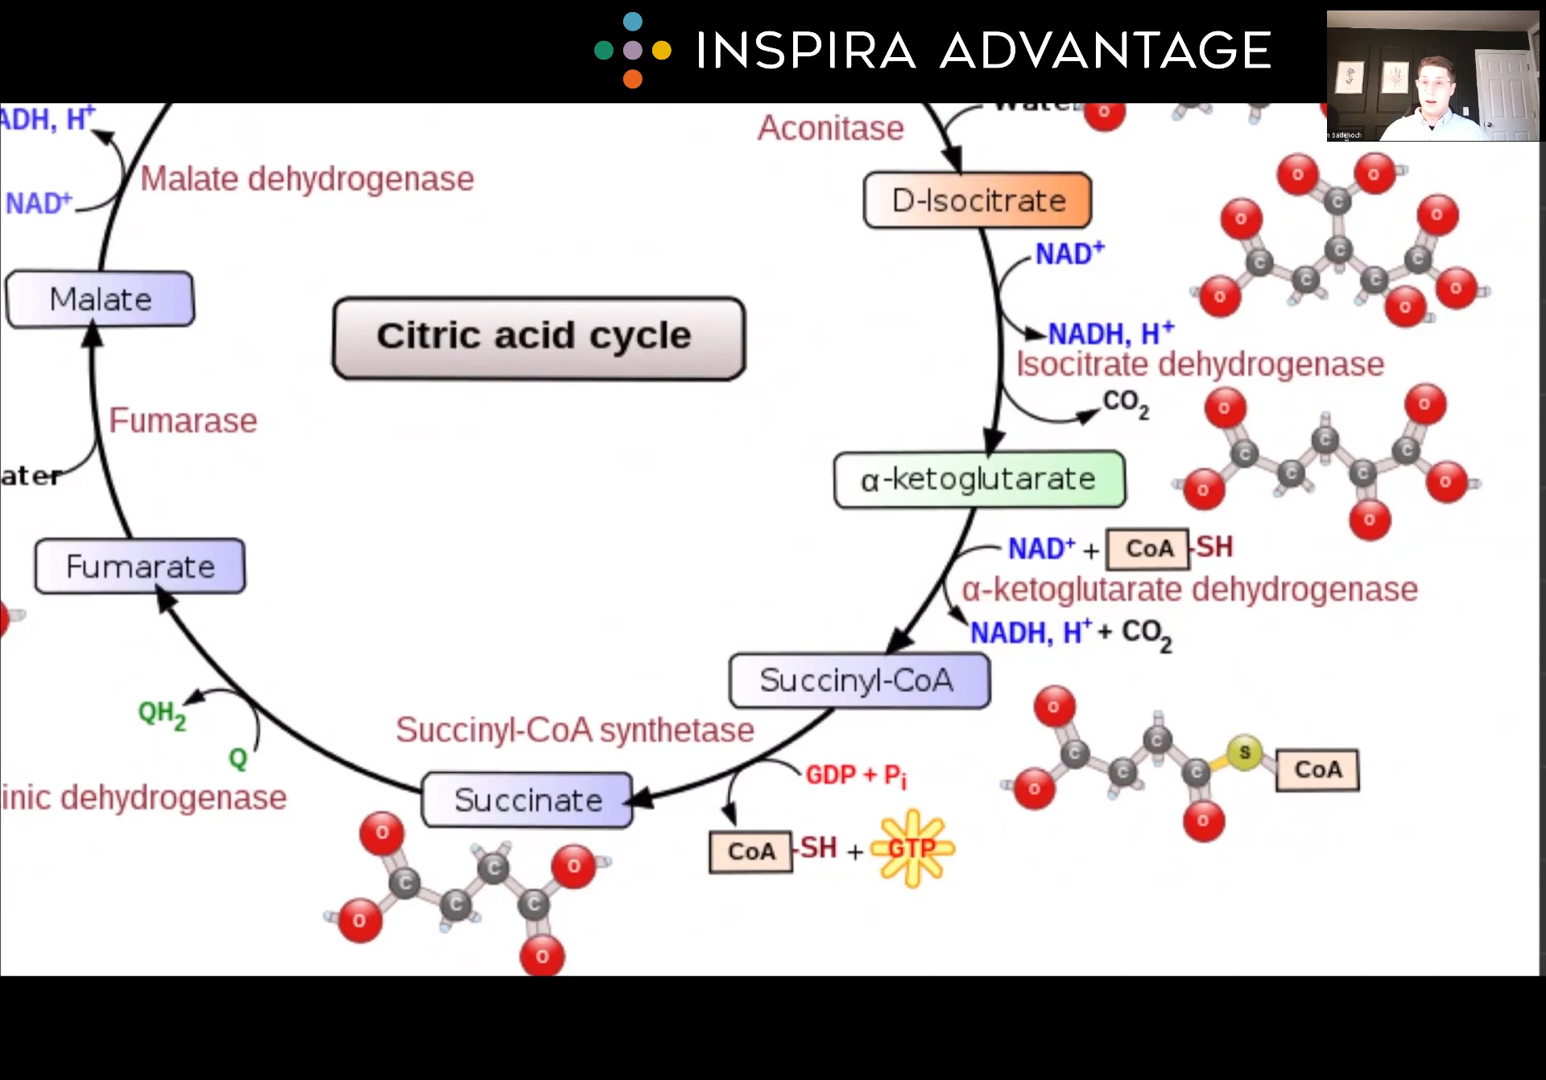 INSPIRA ADVANTAGE
ADH, H+
NAD+
Malate dehydrogenase
Malate
Fumarase
ater
Fumarate
QH2
Q
inic dehydrogenase
Citric acid cycle
Aconitase
Water
D-Isocitrate
NAD+
NADH, H+
Isocitrate dehydrogenase
CO2
α-ketoglutarate
NAD+ + CoA-SH
α-ketoglutarate dehydrogenase
NADH, H+ + CO2
Succinyl-CoA
Succinyl-CoA synthetase
GDP + Pi
CoA-SH + GTP
Succinate
O
O
C
O
O
C
C
C
C
C
O
O
O
O
O
C
C
C
C
C
O
O
O
O
C
C
C
C
S
CoA
O
O
O
O
C
C
C
C
O
O